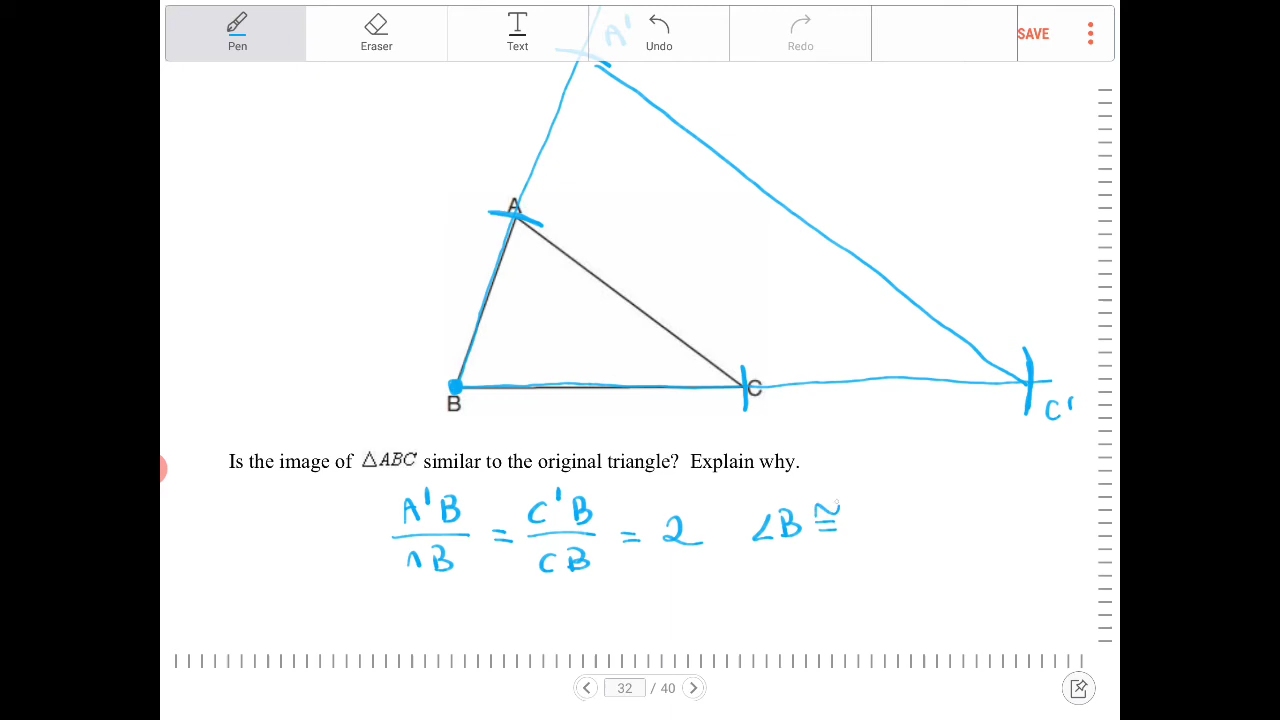 Pen Eraser Text Undo Redo SAVE
A'
A
B
C
C'
Is the image of △ABC similar to the original triangle? Explain why.
A'B / AB = C'B / CB = 2 ∠B ≅
32 / 40